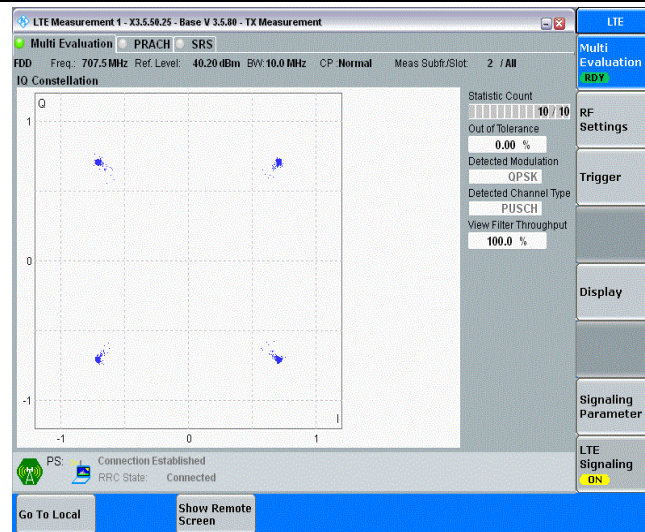 LTE Measurement 1 - X3.5.50.25 - Base V 3.5.80 - TX Measurement
LTE
Multi Evaluation PRACH SRS
Multi
Evaluation
RDY
FDD Freq.: 707.5 MHz Ref. Level: 40.20 dBm BW: 10.0 MHz CP :Normal Meas Subfr./Slot: 2 / All
IQ Constellation
Q
1
0
-1
-1 0 1
I
Statistic Count
10 / 10
Out of Tolerance
0.00 %
Detected Modulation
QPSK
Detected Channel Type
PUSCH
View Filter Throughput
100.0 %
RF
Settings
Trigger
Display
Signaling
Parameter
LTE
Signaling
ON
PS: Connection Established
RRC State: Connected
Go To Local
Show Remote
Screen